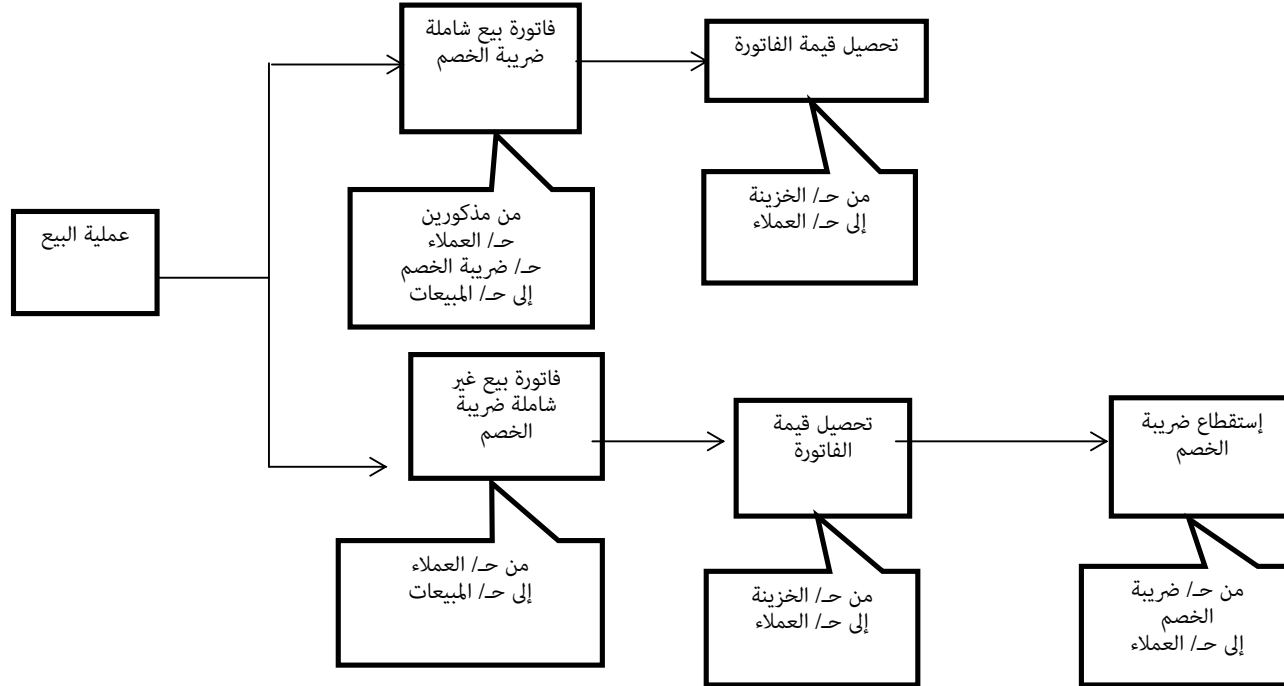 عملية البيع
فاتورة بيع شاملة
ضريبة الخصم
تحصيل قيمة الفاتورة
من مذكورين
حـ/ العملاء
حـ/ ضريبة الخصم
إلى حـ/ المبيعات
من حـ/ الخزينة
إلى حـ/ العملاء
فاتورة بيع غير
شاملة ضريبة
الخصم
تحصيل قيمة
الفاتورة
إستقطاع ضريبة
الخصم
من حـ/ العملاء
إلى حـ/ المبيعات
من حـ/ الخزينة
إلى حـ/ العملاء
من حـ/ ضريبة
الخصم
إلى حـ/ العملاء